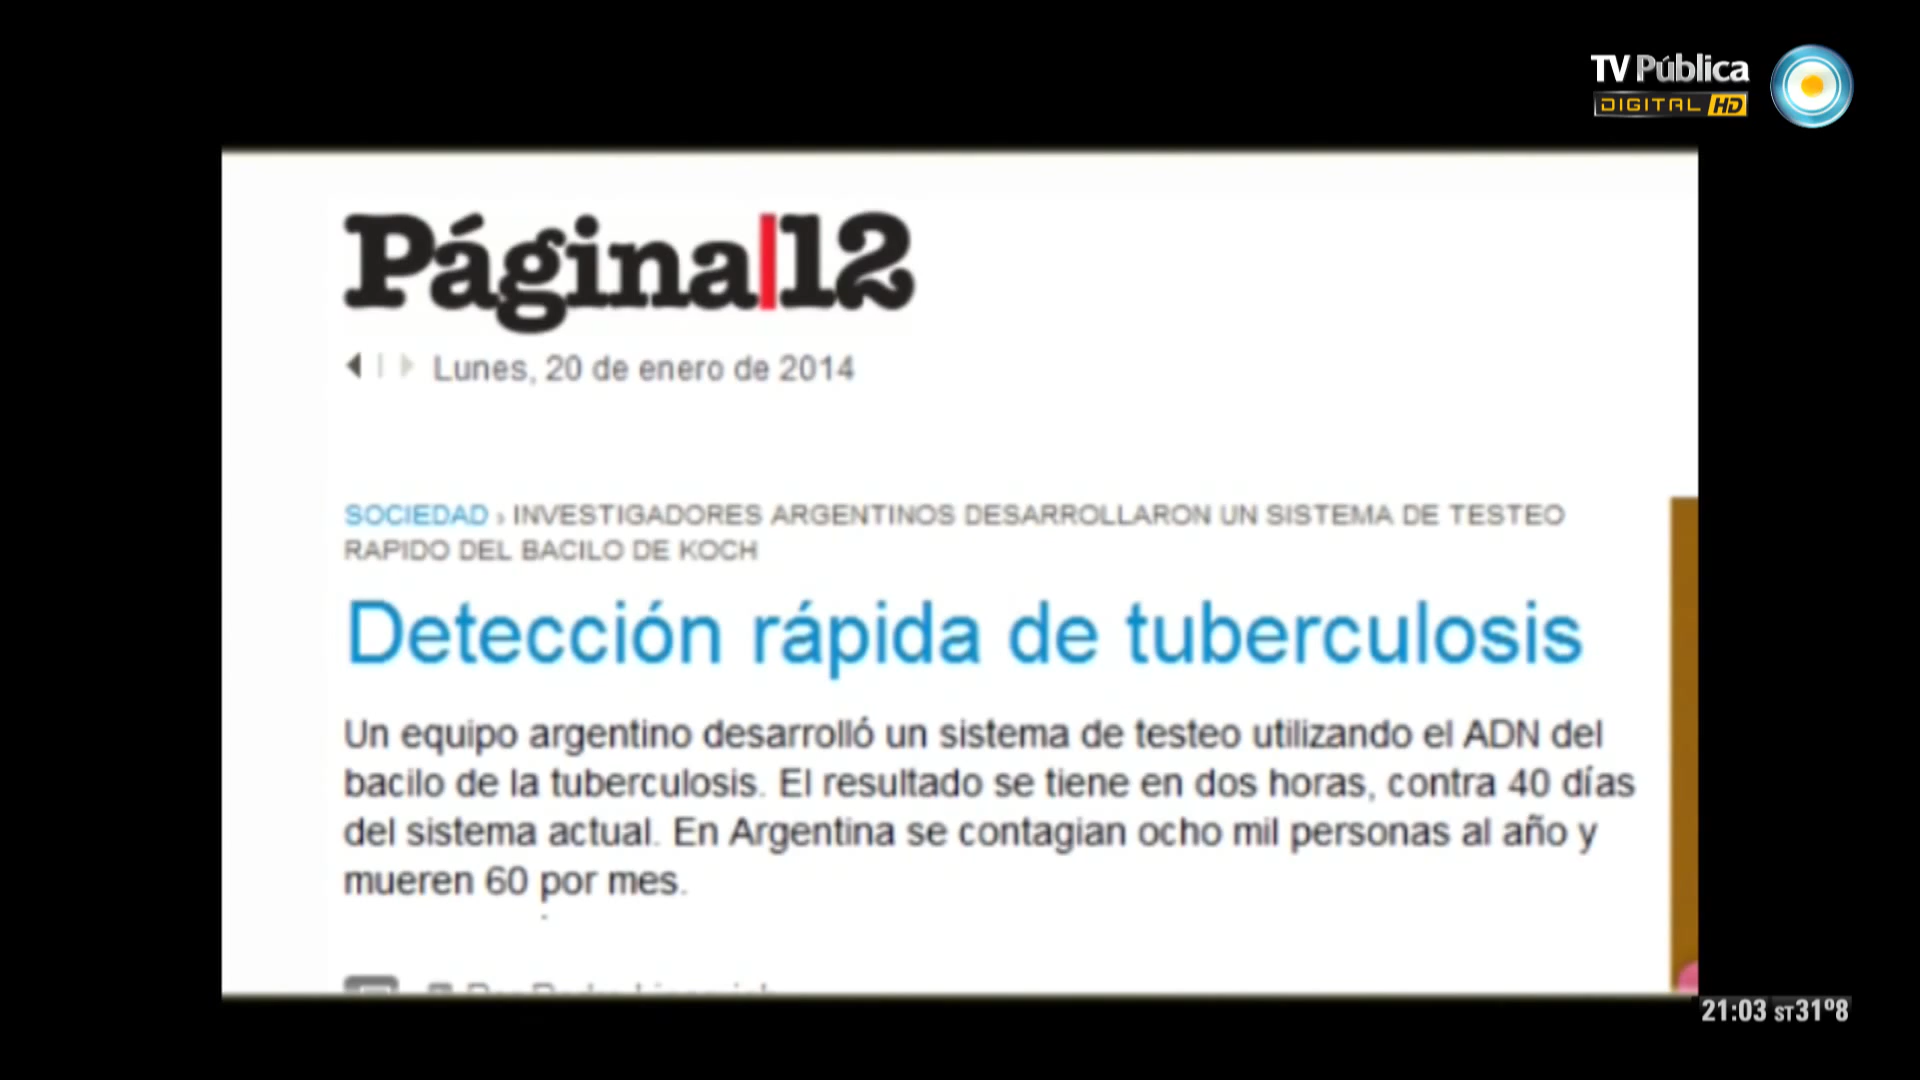 TV Pública
DIGITAL HD
Página|12
Lunes, 20 de enero de 2014
SOCIEDAD › INVESTIGADORES ARGENTINOS DESARROLLARON UN SISTEMA DE TESTEO
RAPIDO DEL BACILO DE KOCH
Detección rápida de tuberculosis
Un equipo argentino desarrolló un sistema de testeo utilizando el ADN del
bacilo de la tuberculosis. El resultado se tiene en dos horas, contra 40 días
del sistema actual. En Argentina se contagian ocho mil personas al año y
mueren 60 por mes.
21:03 ST31º8